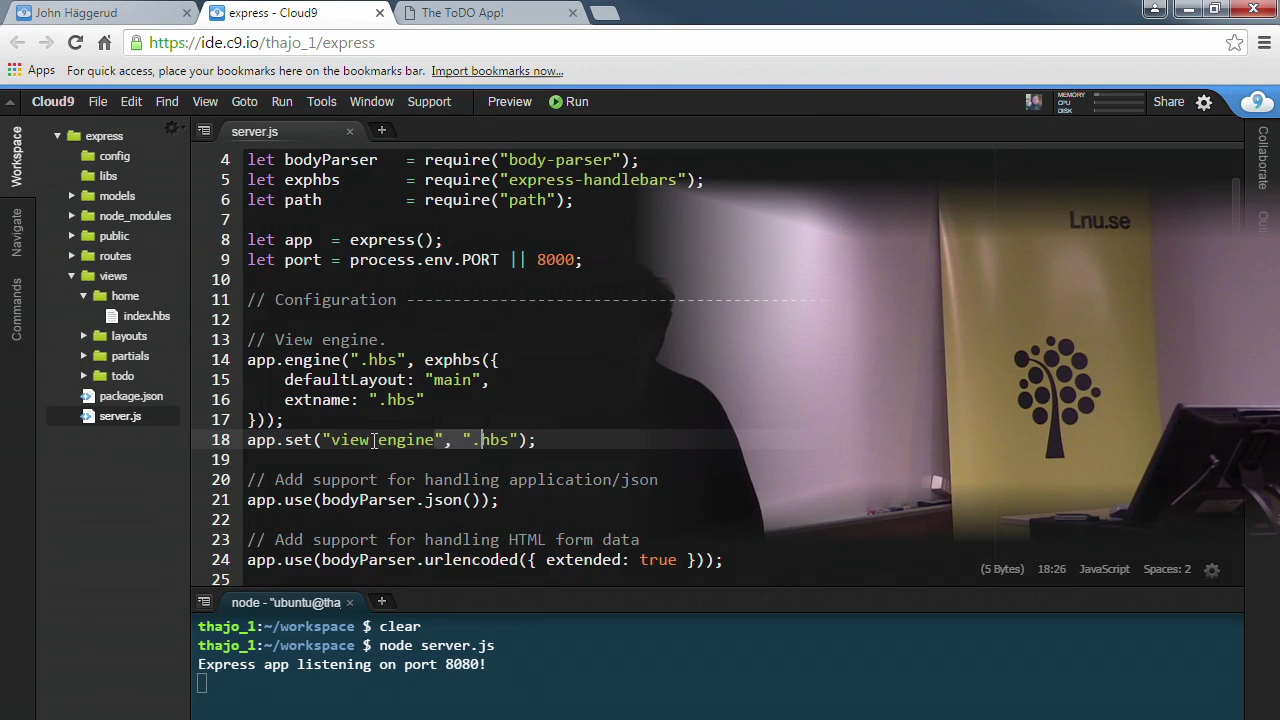 John Häggerud
express - Cloud9
The ToDO App!
https://ide.c9.io/thajo_1/express
Apps For quick access, place your bookmarks here on the bookmarks bar. Import bookmarks now...
Cloud9 File Edit Find View Goto Run Tools Window Support Preview Run MEMORY CPU DISK Share
Workspace
Navigate
Commands
express
config
libs
models
node_modules
public
routes
views
home
index.hbs
layouts
partials
todo
package.json
server.js
server.js
4 let bodyParser = require("body-parser");
5 let exphbs = require("express-handlebars");
6 let path = require("path");
7
8 let app = express();
9 let port = process.env.PORT || 8000;
10
11 // Configuration -----------------------------------------------
12
13 // View engine.
14 app.engine(".hbs", exphbs({
15 defaultLayout: "main",
16 extname: ".hbs"
17 }));
18 app.set("view engine", ".hbs");
19
20 // Add support for handling application/json
21 app.use(bodyParser.json());
22
23 // Add support for handling HTML form data
24 app.use(bodyParser.urlencoded({ extended: true }));
25
Lnu.se
(5 Bytes) 18:26 JavaScript Spaces: 2
Collaborate
node - "ubuntu@tha
thajo_1:~/workspace $ clear
thajo_1:~/workspace $ node server.js
Express app listening on port 8080!